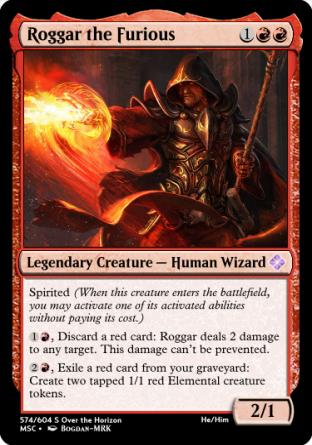 Roggar the Furious 1
Legendary Creature — Human Wizard
Spirited (When this creature enters the battlefield,
you may activate one of its activated abilities
without paying its cost.)
1, Discard a red card: Roggar deals 2 damage
to any target. This damage can't be prevented.
2, Exile a red card from your graveyard:
Create two tapped 1/1 red Elemental creature
tokens.
2/1
574/604 S Over the Horizon He/Him
MSC • Bogdan-MRK